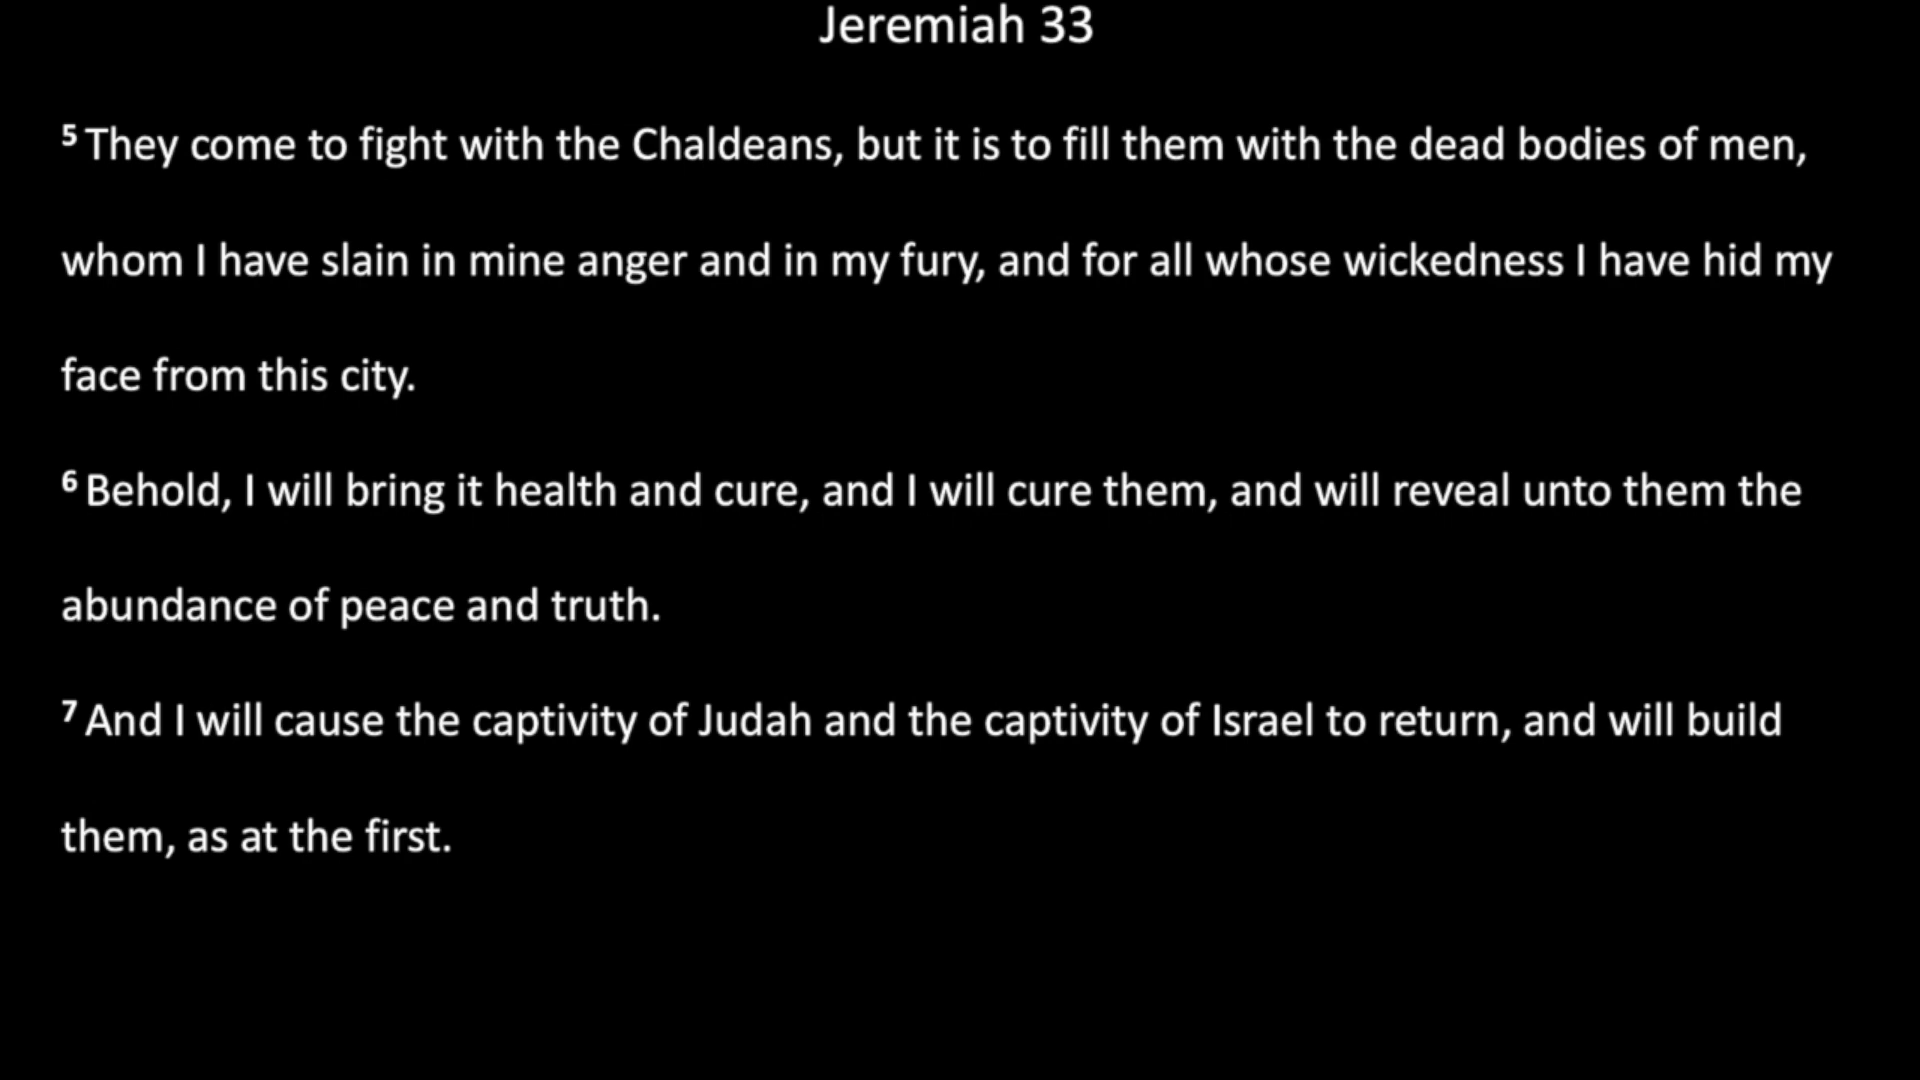 Jeremiah 33
5 They come to fight with the Chaldeans, but it is to fill them with the dead bodies of men,
whom I have slain in mine anger and in my fury, and for all whose wickedness I have hid my
face from this city.
6 Behold, I will bring it health and cure, and I will cure them, and will reveal unto them the
abundance of peace and truth.
7 And I will cause the captivity of Judah and the captivity of Israel to return, and will build
them, as at the first.